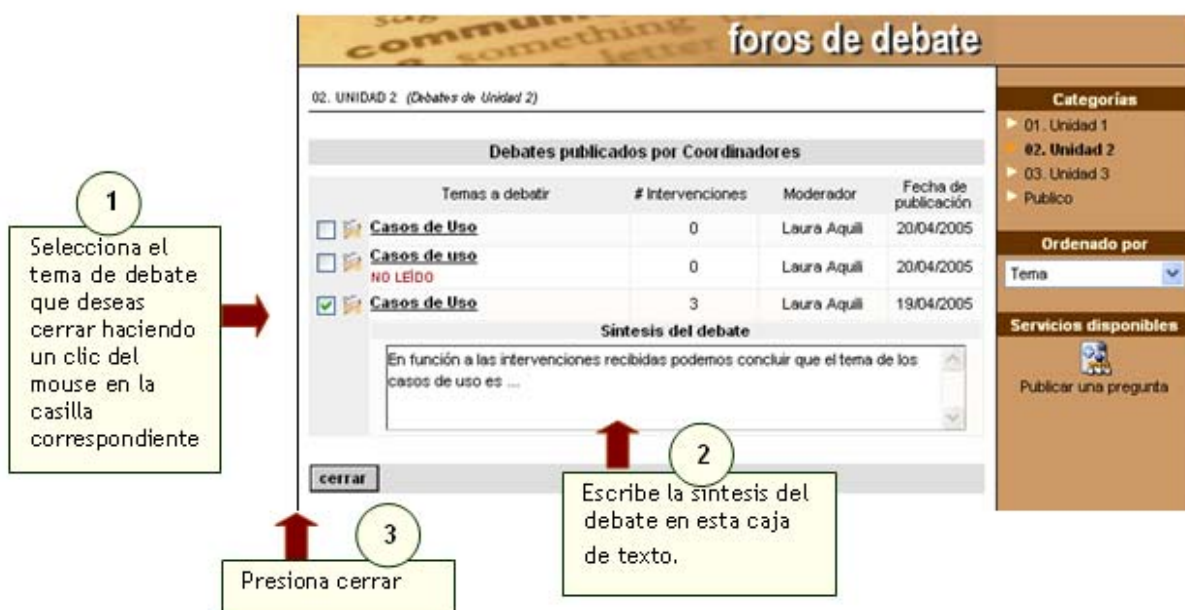 communi
something
letter
foros de debate
02. UNIDAD 2 (Debates de Unidad 2)
Debates publicados por Coordinadores
Temas a debatir # Intervenciones Moderador Fecha de publicación
Casos de Uso 0 Laura Aquili 20/04/2005
Casos de uso 0 Laura Aquili 20/04/2005
NO LEÍDO
Casos de Uso 3 Laura Aquili 19/04/2005
Síntesis del debate
En función a las intervenciones recibidas podemos concluir que el tema de los
casos de uso es ...
cerrar
Categorías
01. Unidad 1
02. Unidad 2
03. Unidad 3
Publico
Ordenado por
Tema
Servicios disponibles
Publicar una pregunta
1
Selecciona el
tema de debate
que deseas
cerrar haciendo
un clic del
mouse en la
casilla
correspondiente
2
Escribe la síntesis del
debate en esta caja
de texto.
3
Presiona cerrar